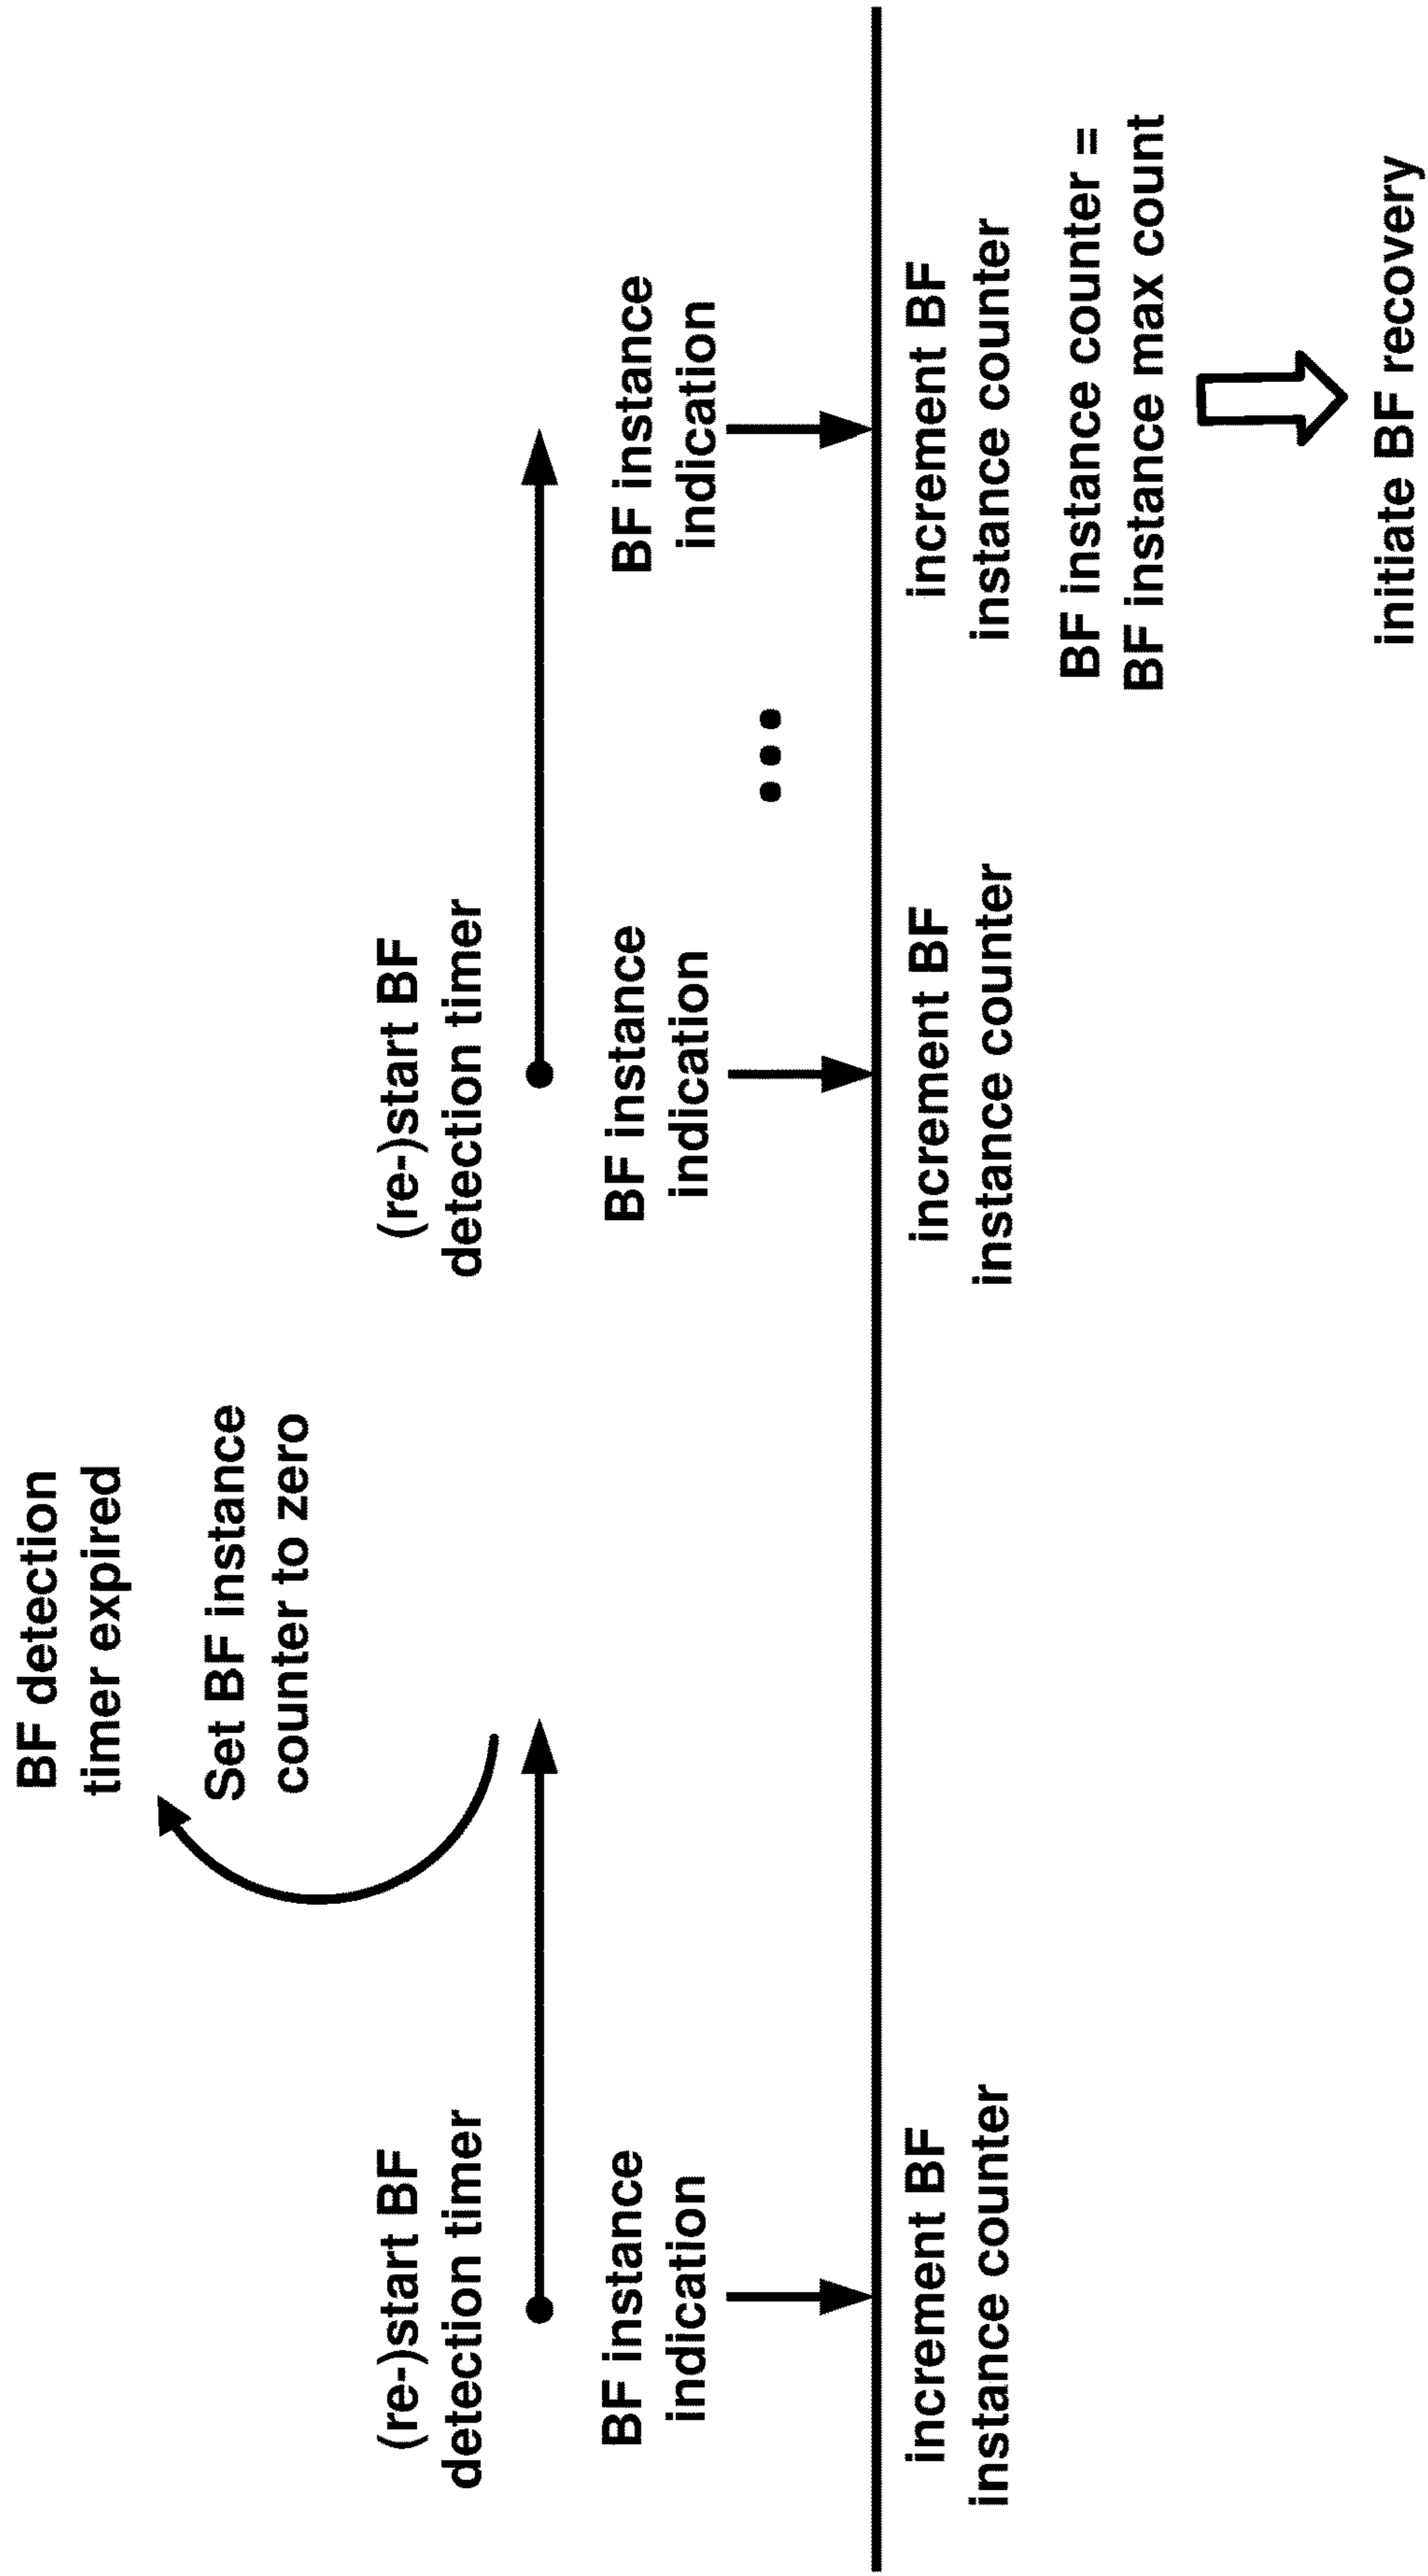 BF detection
timer expired
Set BF instance
counter to zero
(re-)start BF
detection timer
(re-)start BF
detection timer
BF instance
indication
BF instance
indication
BF instance
indication
increment BF
instance counter
increment BF
instance counter
increment BF
instance counter
BF instance counter =
BF instance max count
initiate BF recovery